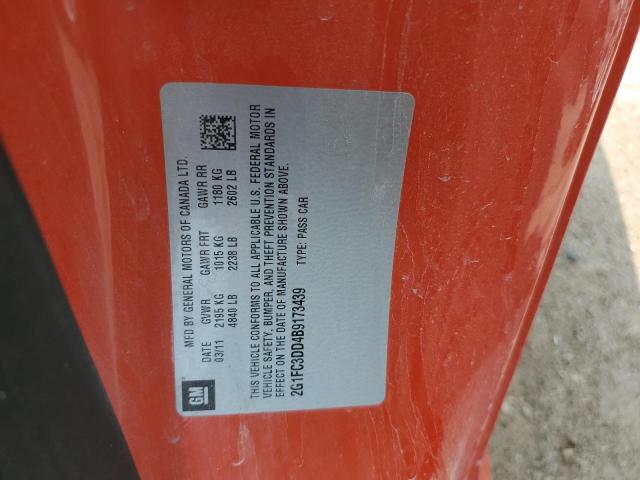 MFD BY GENERAL MOTORS OF CANADA LTD.
DATE GVWR GAWR FRT GAWR RR
03/11 2195 KG 1015 KG 1180 KG
4840 LB 2238 LB 2602 LB
THIS VEHICLE CONFORMS TO ALL APPLICABLE U.S. FEDERAL MOTOR
VEHICLE SAFETY, BUMPER, AND THEFT PREVENTION STANDARDS IN
EFFECT ON THE DATE OF MANUFACTURE SHOWN ABOVE.
2G1FC3DD4B9173439 TYPE: PASS CAR
GM